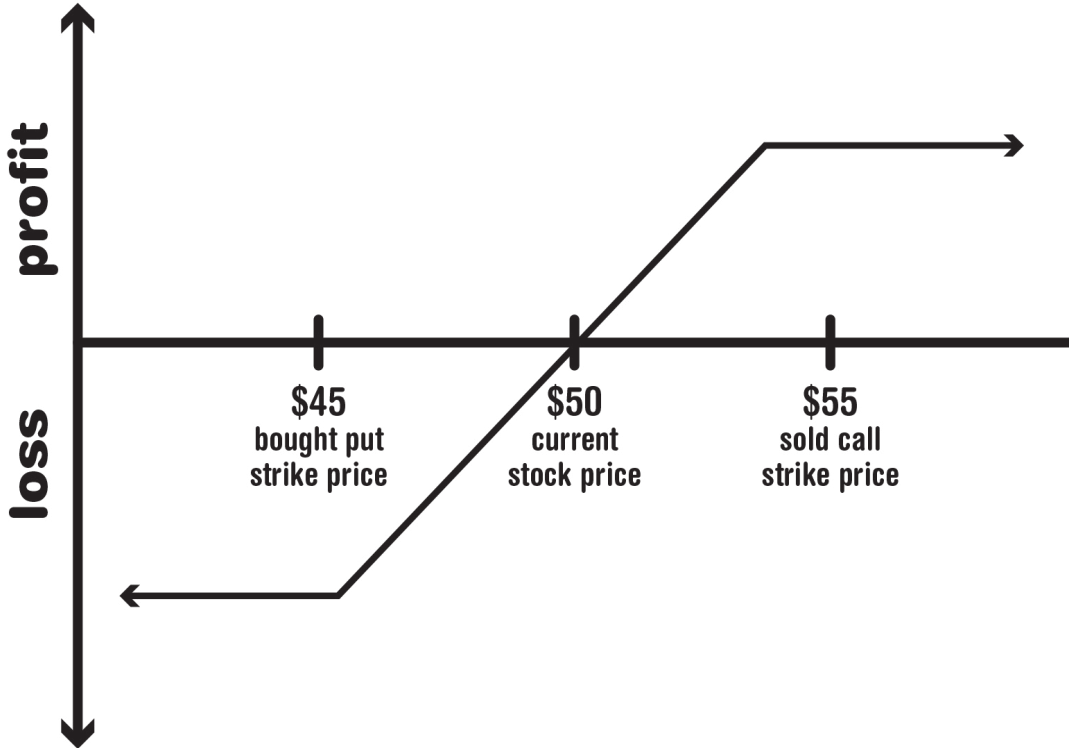 profit
loss
$45
bought put
strike price
$50
current
stock price
$55
sold call
strike price